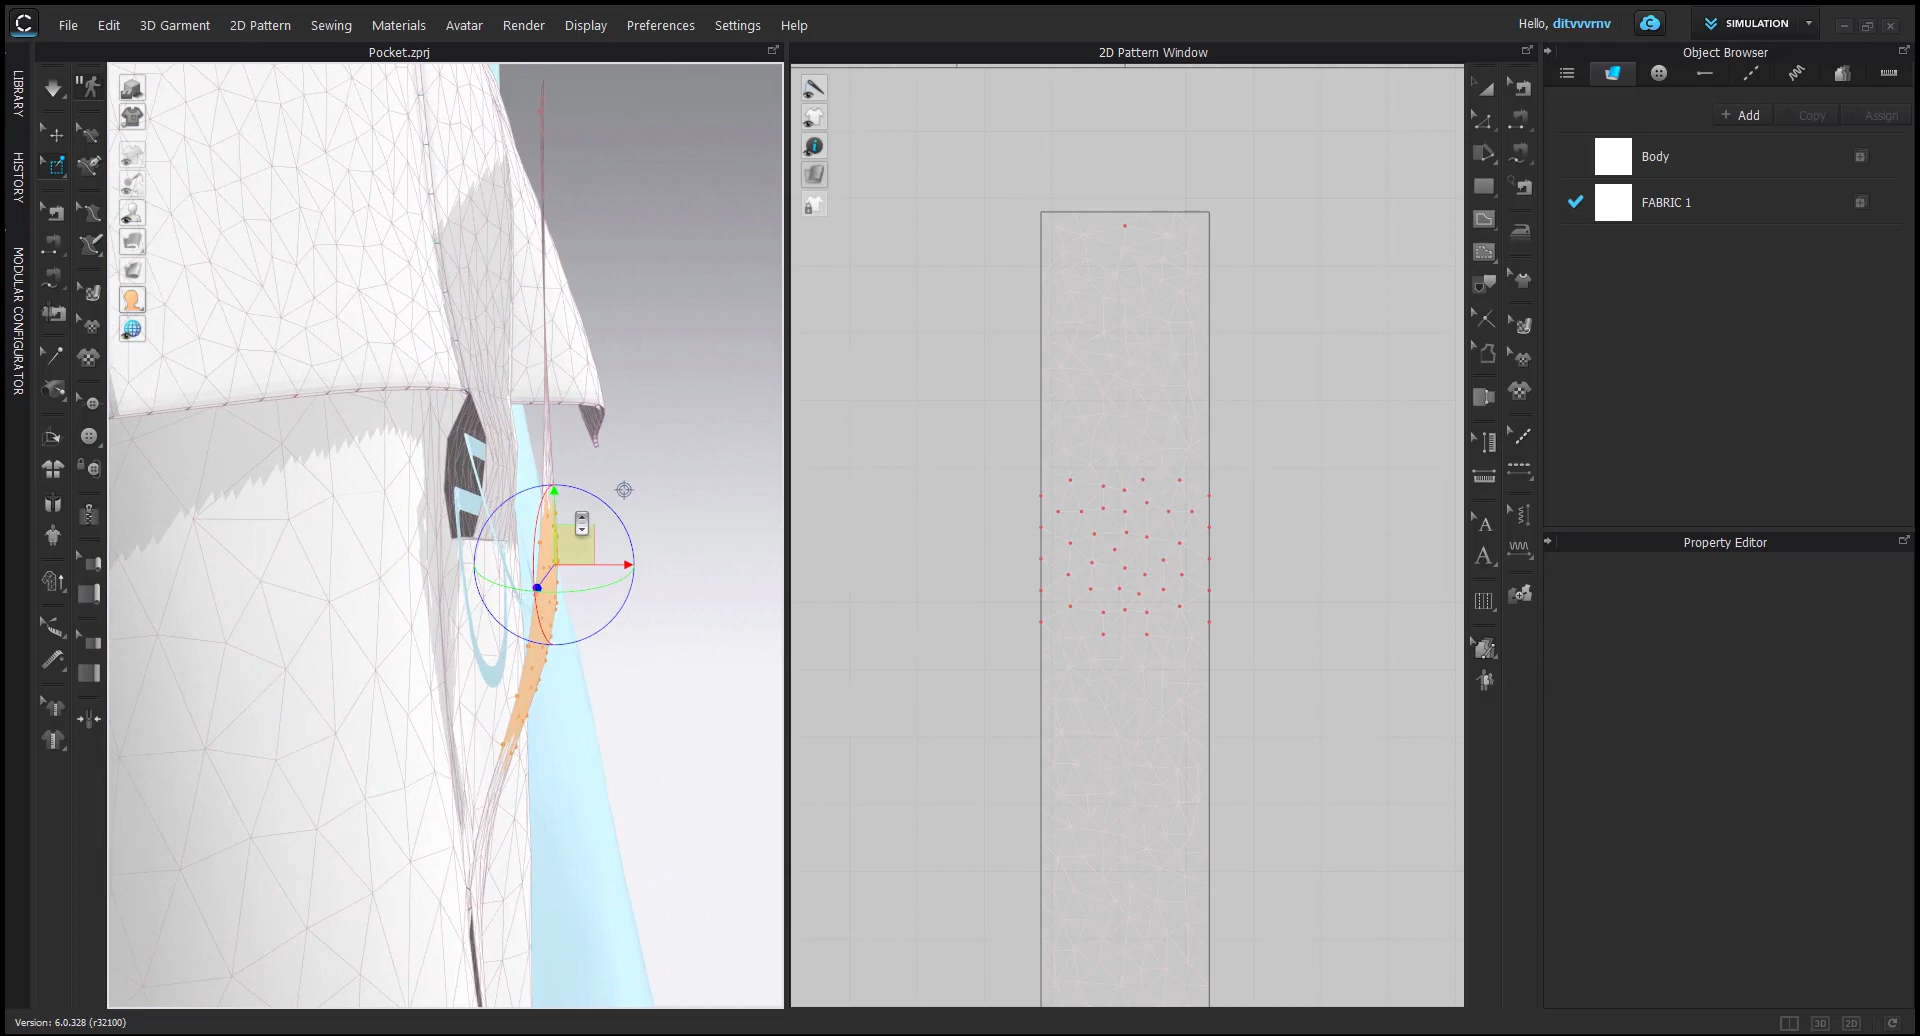 File Edit 3D Garment 2D Pattern Sewing Materials Avatar Render Display Preferences Settings Help
Hello, ditvvvrnv
SIMULATION
Pocket.zprj
2D Pattern Window
Object Browser
LIBRARY
HISTORY
MODULAR CONFIGURATOR
+ Add Copy Assign
Body
FABRIC 1
Property Editor
A
A
Version: 6.0.328 (r32100)
3D 2D